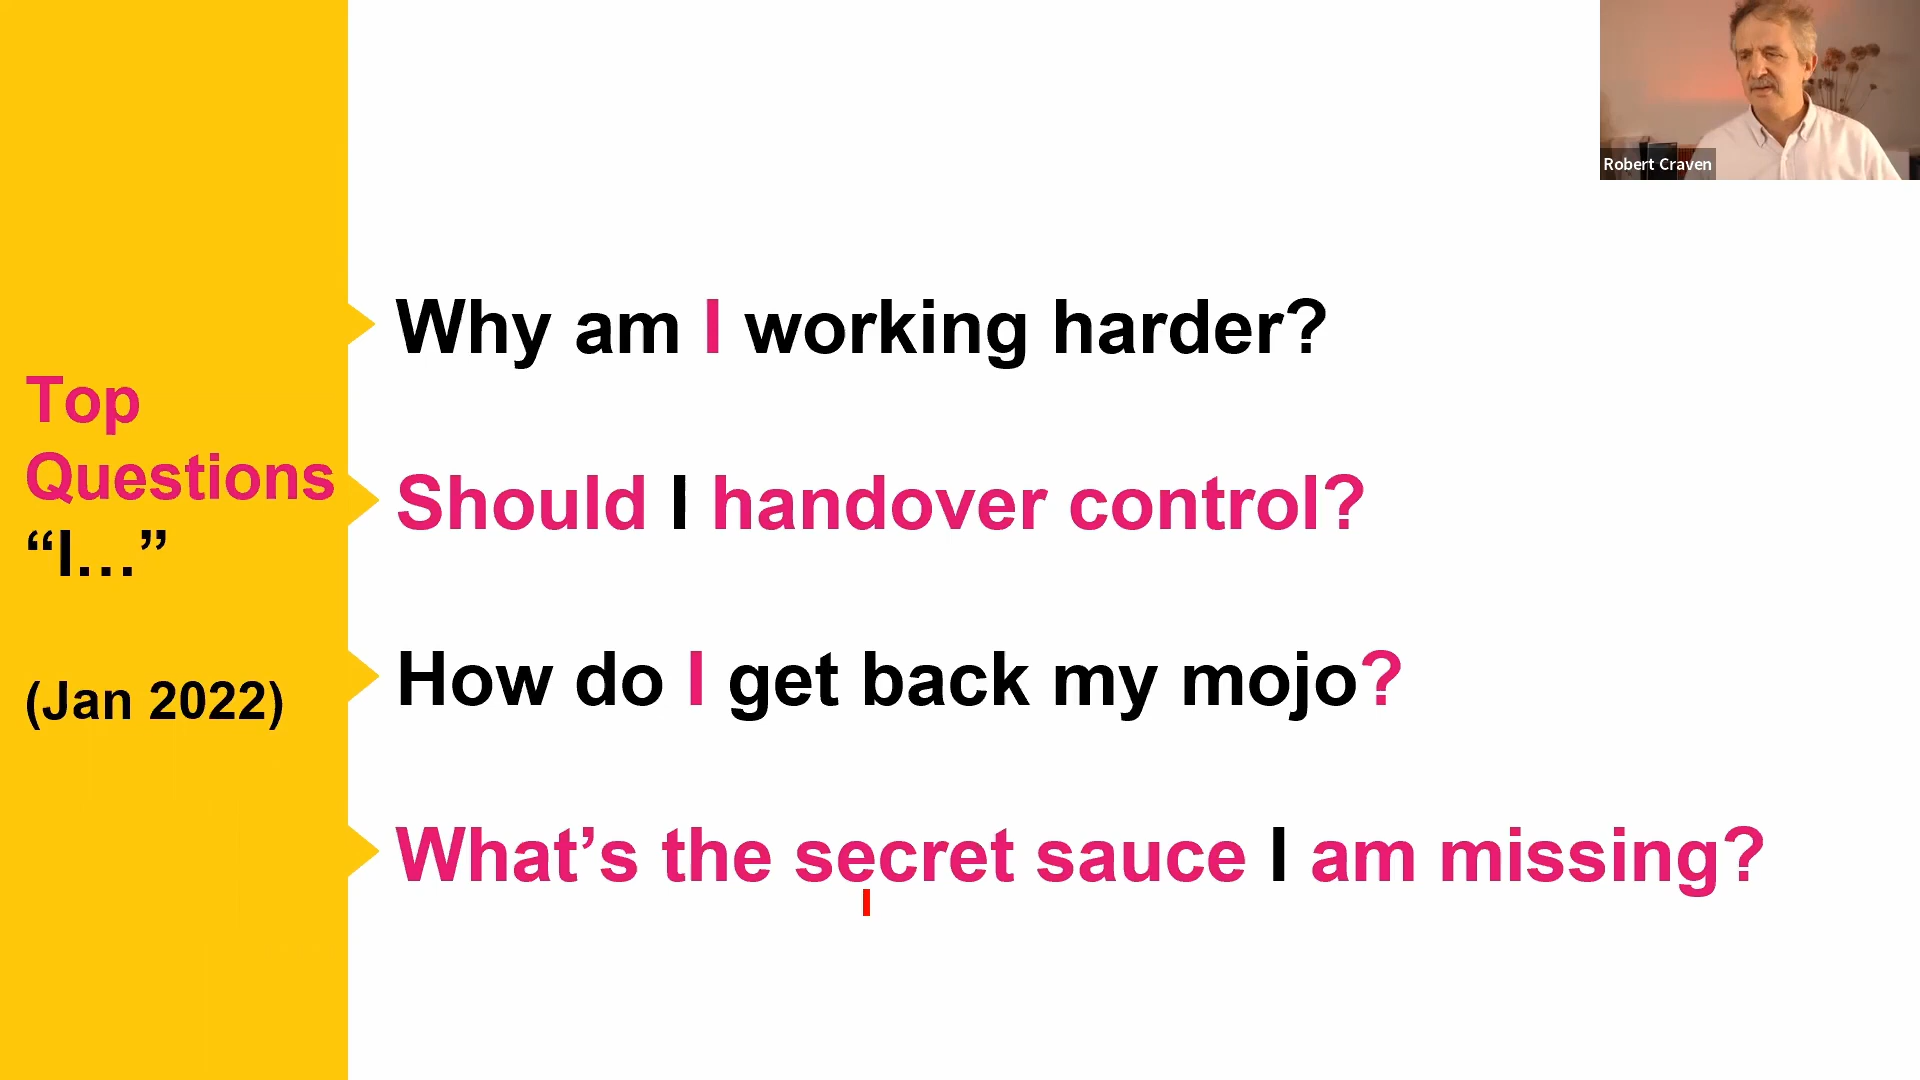 Robert Craven
Top
Questions
“I…”
(Jan 2022)
Why am I working harder?
Should I handover control?
How do I get back my mojo?
What’s the secret sauce I am missing?